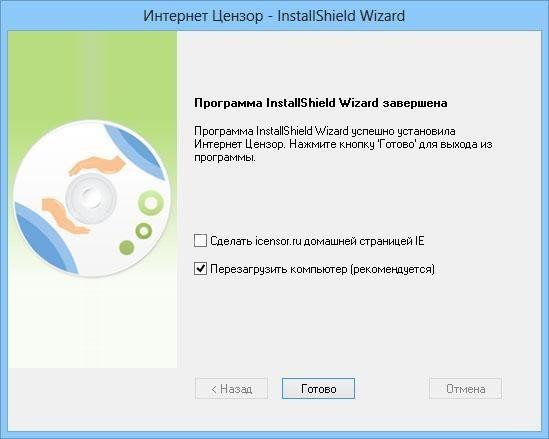 Интернет Цензор - InstallShield Wizard
Программа InstallShield Wizard завершена
Программа InstallShield Wizard успешно установила
Интернет Цензор. Нажмите кнопку 'Готово' для выхода из
программы.
Сделать icensor.ru домашней страницей IE
Перезагрузить компьютер (рекомендуется)
< Назад
Готово
Отмена